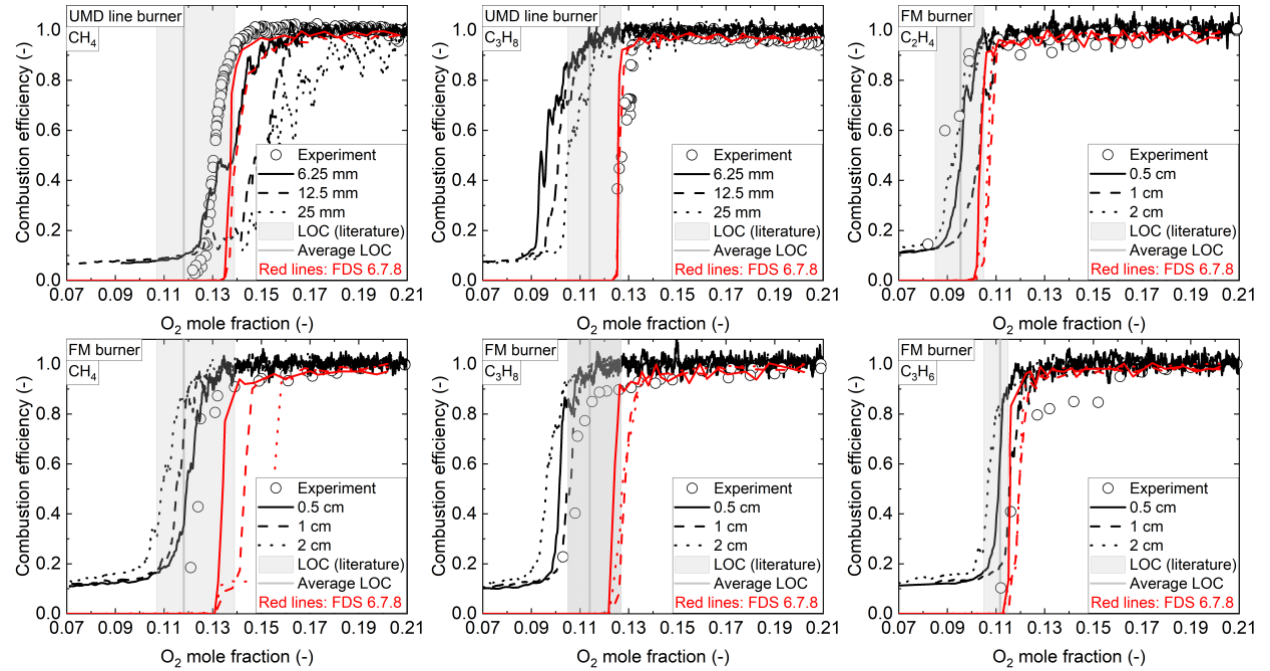 UMD line burner
CH4
Combustion efficiency (-)
1.0
0.8
0.6
0.4
0.2
0.0
Experiment
6.25 mm
12.5 mm
25 mm
LOC (literature)
Average LOC
Red lines: FDS 6.7.8
0.07 0.09 0.11 0.13 0.15 0.17 0.19 0.21
O2 mole fraction (-)
UMD line burner
C3H8
Combustion efficiency (-)
1.0
0.8
0.6
0.4
0.2
0.0
Experiment
6.25 mm
12.5 mm
25 mm
LOC (literature)
Average LOC
Red lines: FDS 6.7.8
0.07 0.09 0.11 0.13 0.15 0.17 0.19 0.21
O2 mole fraction (-)
FM burner
C2H4
Combustion efficiency (-)
1.0
0.8
0.6
0.4
0.2
0.0
Experiment
0.5 cm
1 cm
2 cm
LOC (literature)
Average LOC
Red lines: FDS 6.7.8
0.07 0.09 0.11 0.13 0.15 0.17 0.19 0.21
O2 mole fraction (-)
FM burner
CH4
Combustion efficiency (-)
1.0
0.8
0.6
0.4
0.2
0.0
Experiment
0.5 cm
1 cm
2 cm
LOC (literature)
Average LOC
Red lines: FDS 6.7.8
0.07 0.09 0.11 0.13 0.15 0.17 0.19 0.21
O2 mole fraction (-)
FM burner
C3H8
Combustion efficiency (-)
1.0
0.8
0.6
0.4
0.2
0.0
Experiment
0.5 cm
1 cm
2 cm
LOC (literature)
Average LOC
Red lines: FDS 6.7.8
0.07 0.09 0.11 0.13 0.15 0.17 0.19 0.21
O2 mole fraction (-)
FM burner
C3H6
Combustion efficiency (-)
1.0
0.8
0.6
0.4
0.2
0.0
Experiment
0.5 cm
1 cm
2 cm
LOC (literature)
Average LOC
Red lines: FDS 6.7.8
0.07 0.09 0.11 0.13 0.15 0.17 0.19 0.21
O2 mole fraction (-)